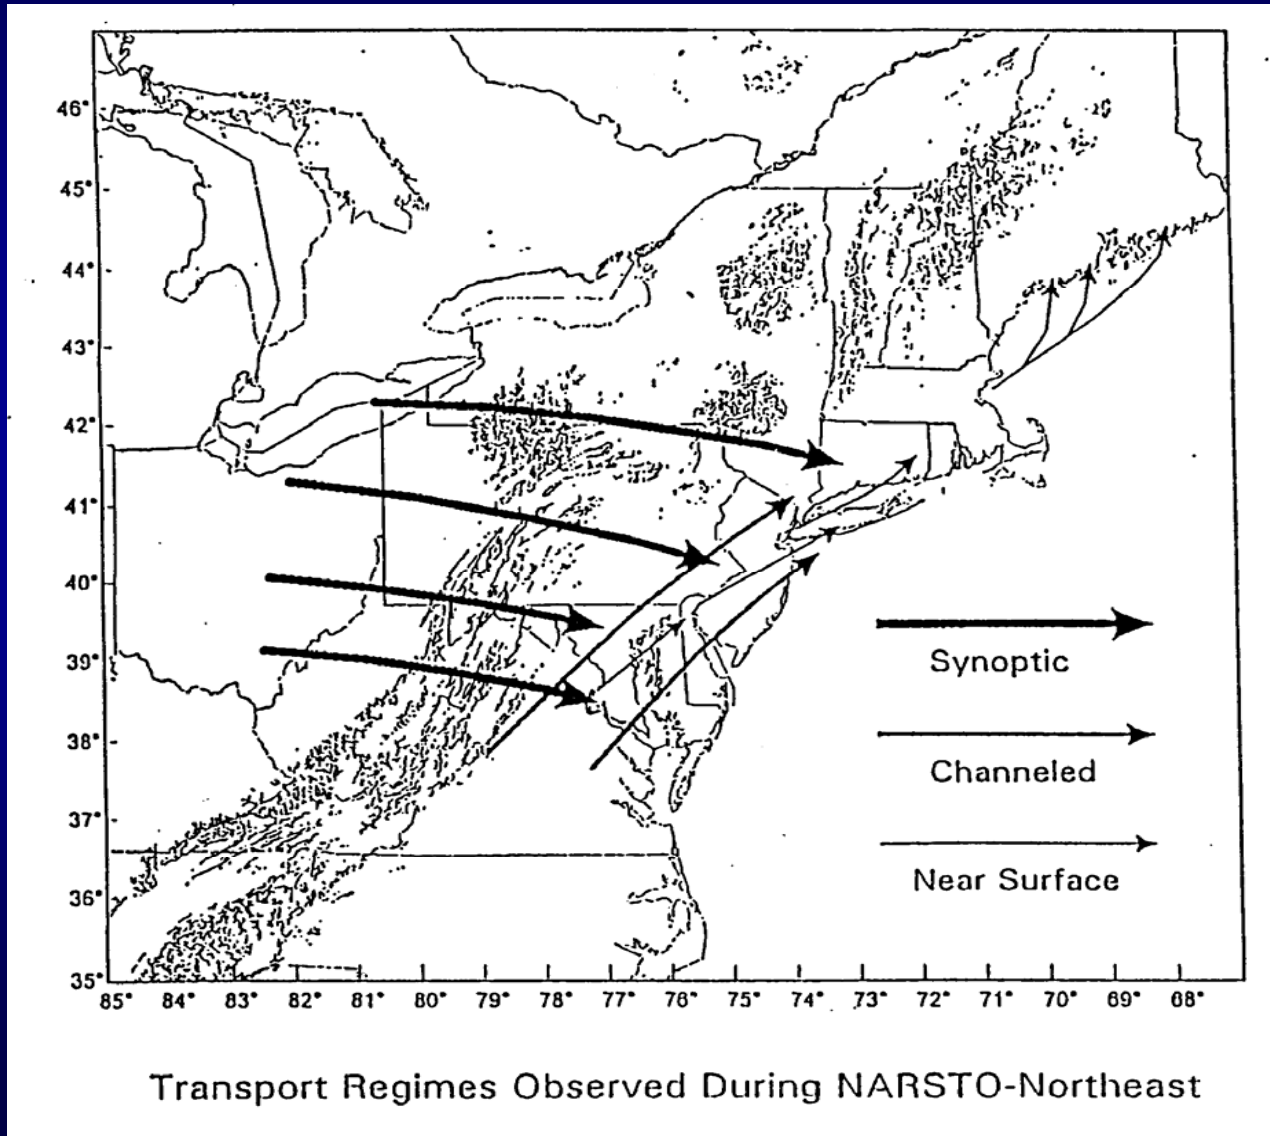 46°
45°
44°
43°
42°
41°
40°
39°
38°
37°
36°
35°
Synoptic
Channeled
Near Surface
85° 84° 83° 82° 81° 80° 79° 78° 77° 76° 75° 74° 73° 72° 71° 70° 69° 68°
Transport Regimes Observed During NARSTO-Northeast